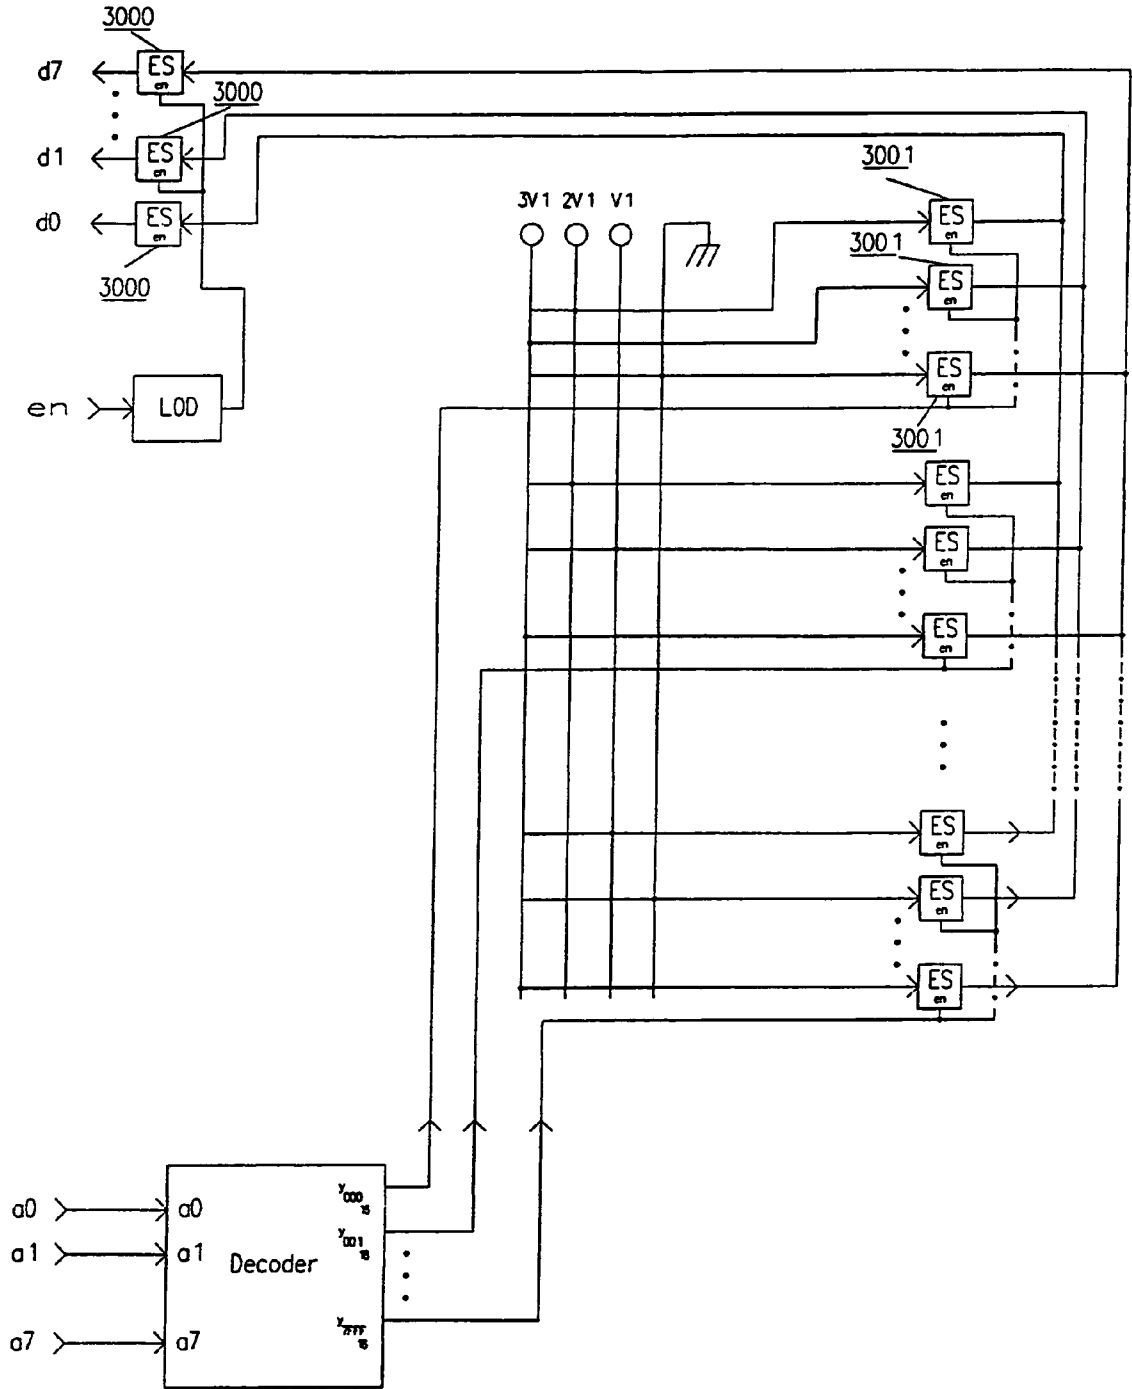 3000
d7 ES en
3000
d1 ES en
d0 ES en
3000
en LOD
3V1 2V1 V1
3001
ES en
3001
ES en
ES en
3001
ES en
ES en
ES en
ES en
ES en
ES en
a0 a0 y000
a1 a1 y001
Decoder
a7 a7